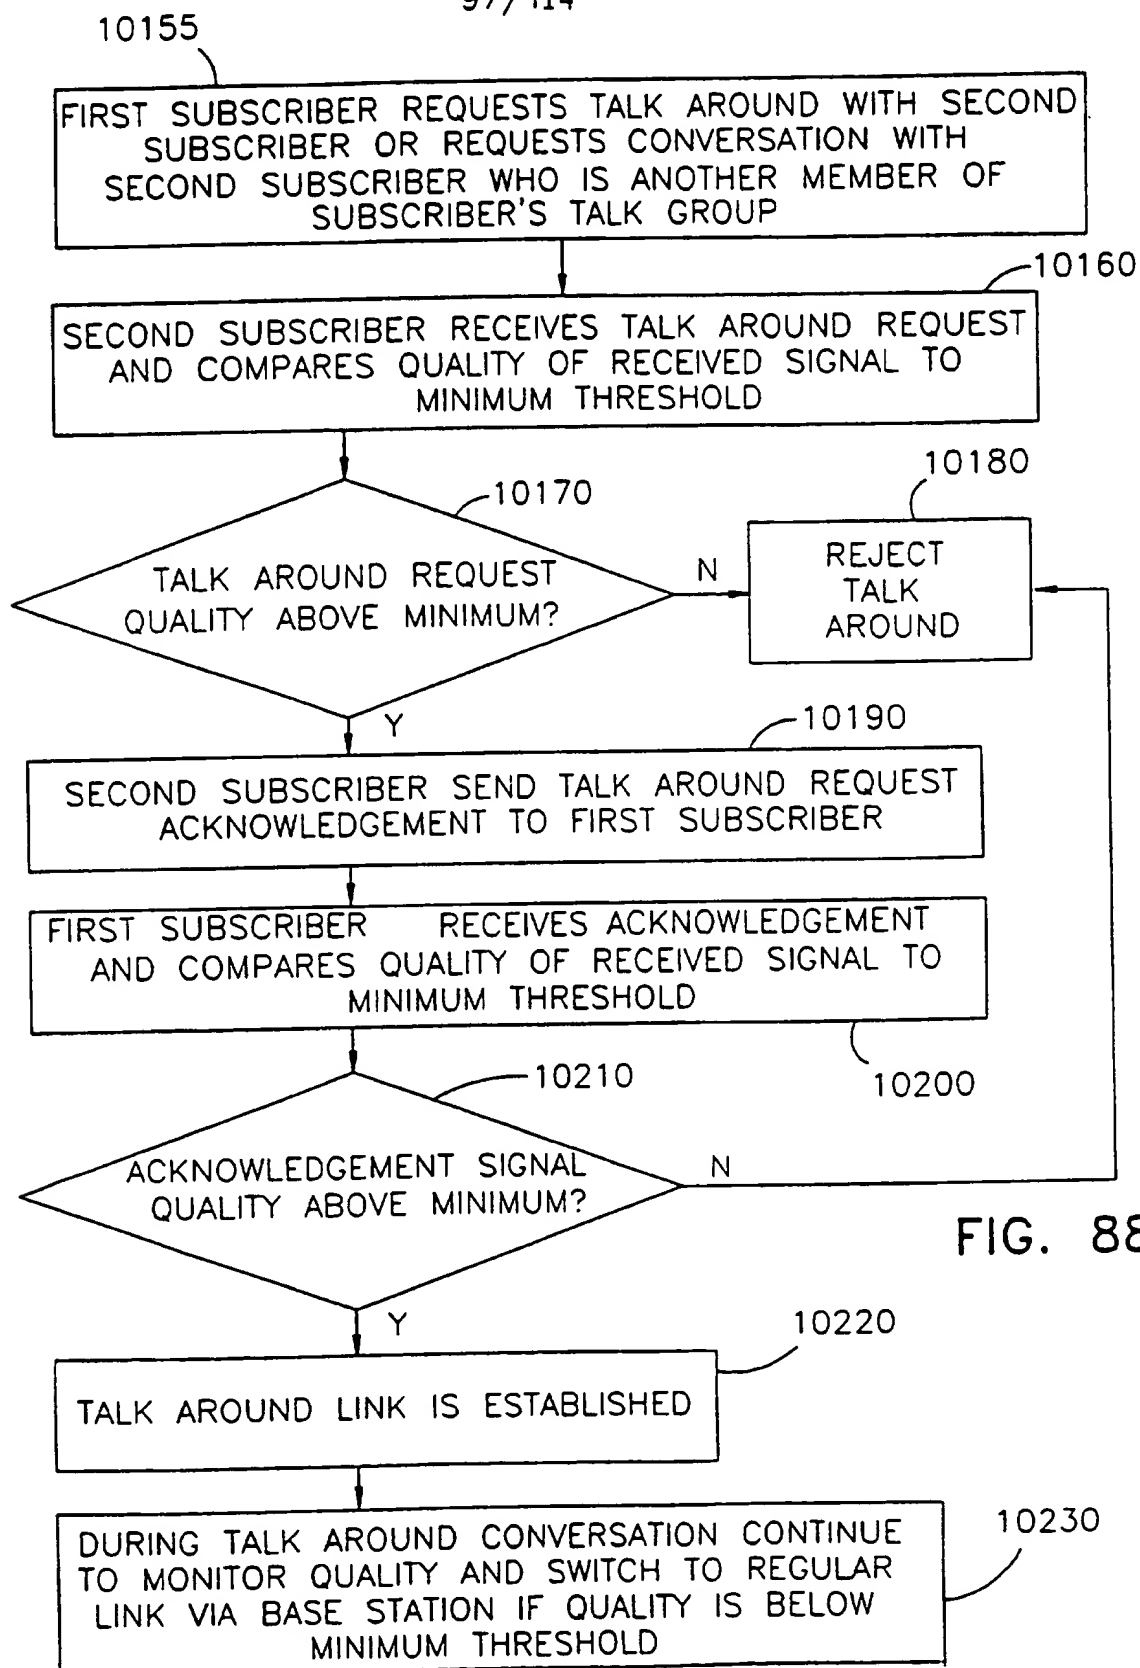 97/114
10155
FIRST SUBSCRIBER REQUESTS TALK AROUND WITH SECOND
SUBSCRIBER OR REQUESTS CONVERSATION WITH
SECOND SUBSCRIBER WHO IS ANOTHER MEMBER OF
SUBSCRIBER'S TALK GROUP
10160
SECOND SUBSCRIBER RECEIVES TALK AROUND REQUEST
AND COMPARES QUALITY OF RECEIVED SIGNAL TO
MINIMUM THRESHOLD
10170
TALK AROUND REQUEST
QUALITY ABOVE MINIMUM?
N
10180
REJECT
TALK
AROUND
Y
10190
SECOND SUBSCRIBER SEND TALK AROUND REQUEST
ACKNOWLEDGEMENT TO FIRST SUBSCRIBER
FIRST SUBSCRIBER RECEIVES ACKNOWLEDGEMENT
AND COMPARES QUALITY OF RECEIVED SIGNAL TO
MINIMUM THRESHOLD
10200
10210
ACKNOWLEDGEMENT SIGNAL
QUALITY ABOVE MINIMUM?
N
FIG. 88
Y
10220
TALK AROUND LINK IS ESTABLISHED
10230
DURING TALK AROUND CONVERSATION CONTINUE
TO MONITOR QUALITY AND SWITCH TO REGULAR
LINK VIA BASE STATION IF QUALITY IS BELOW
MINIMUM THRESHOLD